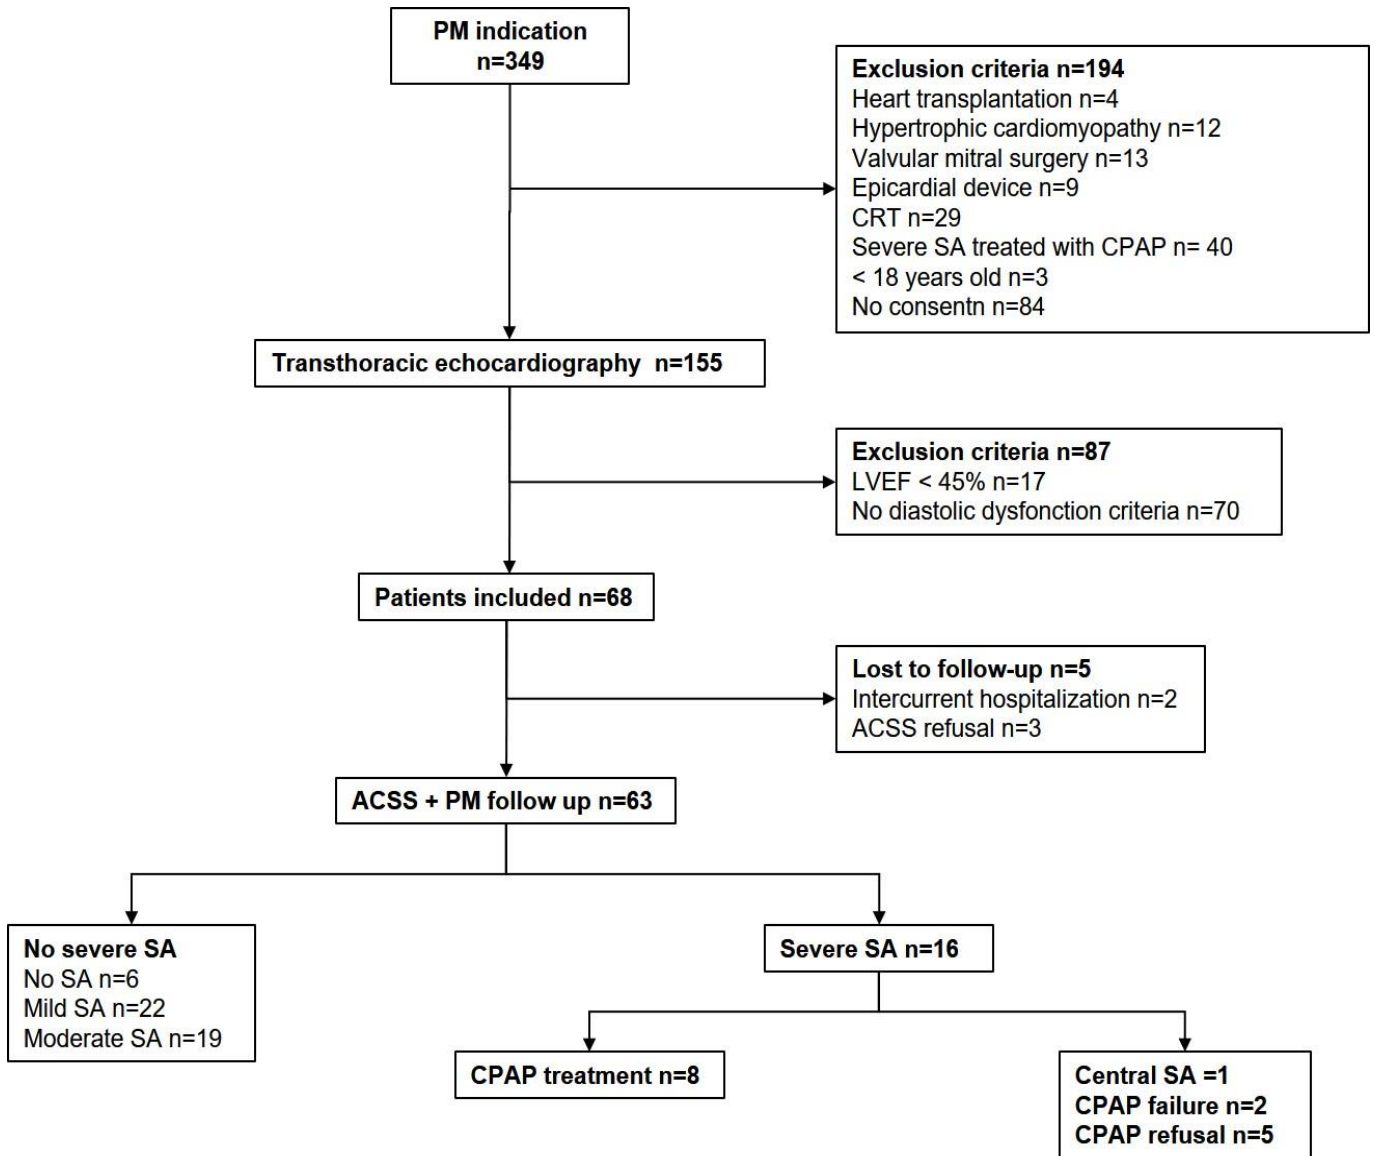 PM indication
n=349
Exclusion criteria n=194
Heart transplantation n=4
Hypertrophic cardiomyopathy n=12
Valvular mitral surgery n=13
Epicardial device n=9
CRT n=29
Severe SA treated with CPAP n= 40
< 18 years old n=3
No consentn n=84
Transthoracic echocardiography n=155
Exclusion criteria n=87
LVEF < 45% n=17
No diastolic dysfonction criteria n=70
Patients included n=68
Lost to follow-up n=5
Intercurrent hospitalization n=2
ACSS refusal n=3
ACSS + PM follow up n=63
No severe SA
No SA n=6
Mild SA n=22
Moderate SA n=19
Severe SA n=16
CPAP treatment n=8
Central SA =1
CPAP failure n=2
CPAP refusal n=5